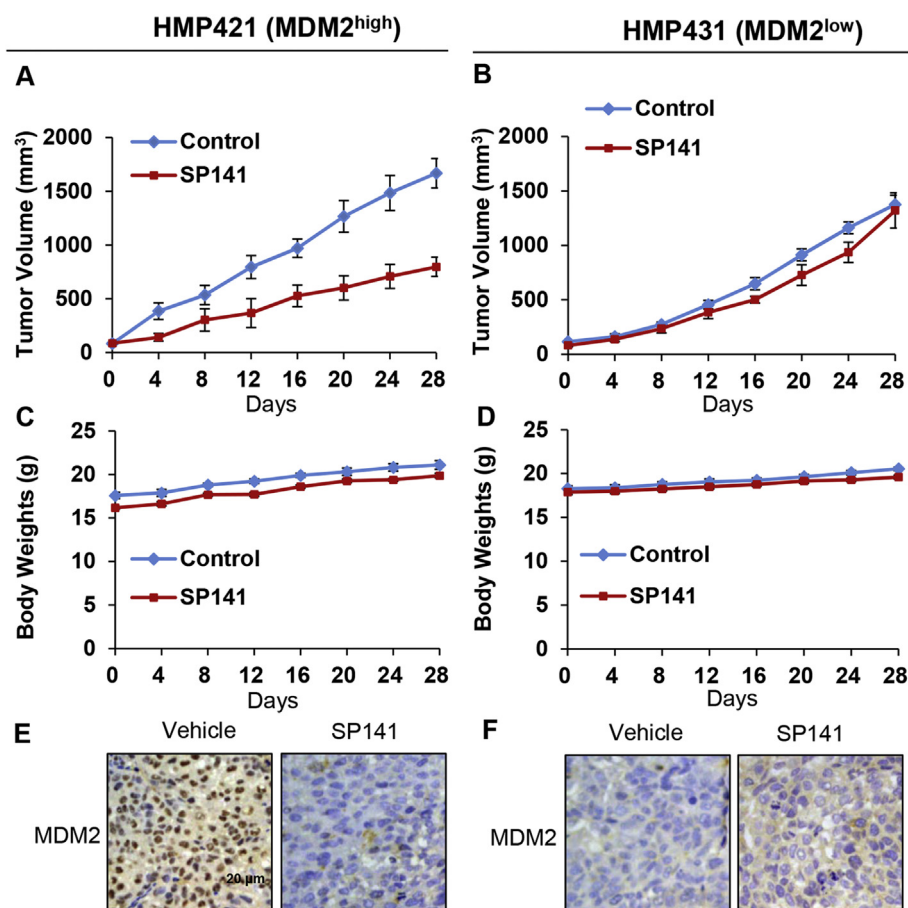 HMP421 (MDM2high)
HMP431 (MDM2low)
A
Tumor Volume (mm3)
2000
1500
1000
500
0
Control
SP141
0 4 8 12 16 20 24 28
Days
B
Tumor Volume (mm3)
2000
1500
1000
500
0
Control
SP141
0 4 8 12 16 20 24 28
Days
C
Body Weights (g)
25
20
15
10
5
0
Control
SP141
0 4 8 12 16 20 24 28
Days
D
Body Weights (g)
25
20
15
10
5
0
Control
SP141
0 4 8 12 16 20 24 28
Days
E
Vehicle SP141
MDM2
20 µm
F
Vehicle SP141
MDM2